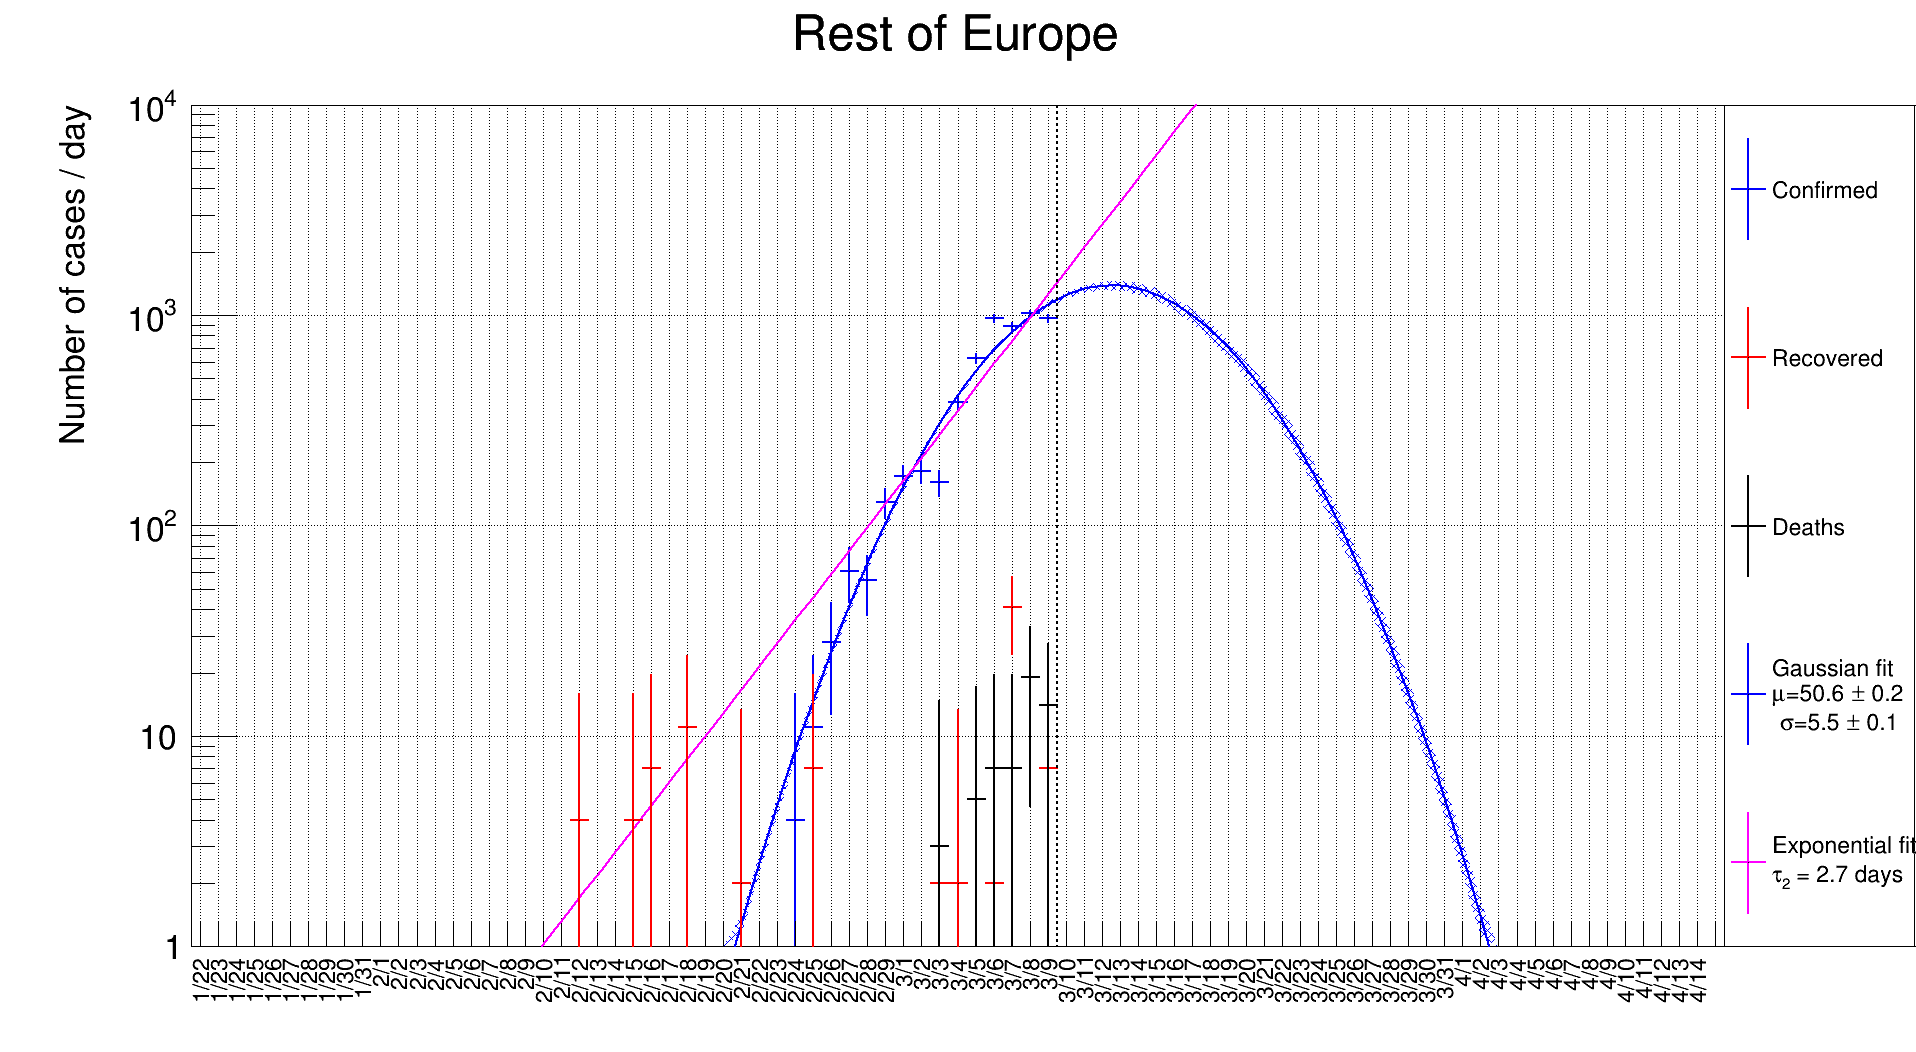 Rest of Europe
Number of cases / day
10⁴
10³
10²
10
1
1/22 1/23 1/24 1/25 1/26 1/27 1/28 1/29 1/30 1/31 2/1 2/2 2/3 2/4 2/5 2/6 2/7 2/8 2/9 2/10 2/11 2/12 2/13 2/14 2/15 2/16 2/17 2/18 2/19 2/20 2/21 2/22 2/23 2/24 2/25 2/26 2/27 2/28 2/29 3/1 3/2 3/3 3/4 3/5 3/6 3/7 3/8 3/9 3/10 3/11 3/12 3/13 3/14 3/15 3/16 3/17 3/18 3/19 3/20 3/21 3/22 3/23 3/24 3/25 3/26 3/27 3/28 3/29 3/30 3/31 4/1 4/2 4/3 4/4 4/5 4/6 4/7 4/8 4/9 4/10 4/11 4/12 4/13 4/14
Confirmed
Recovered
Deaths
Gaussian fit
μ=50.6 ± 0.2
σ=5.5 ± 0.1
Exponential fit
τ₂ = 2.7 days